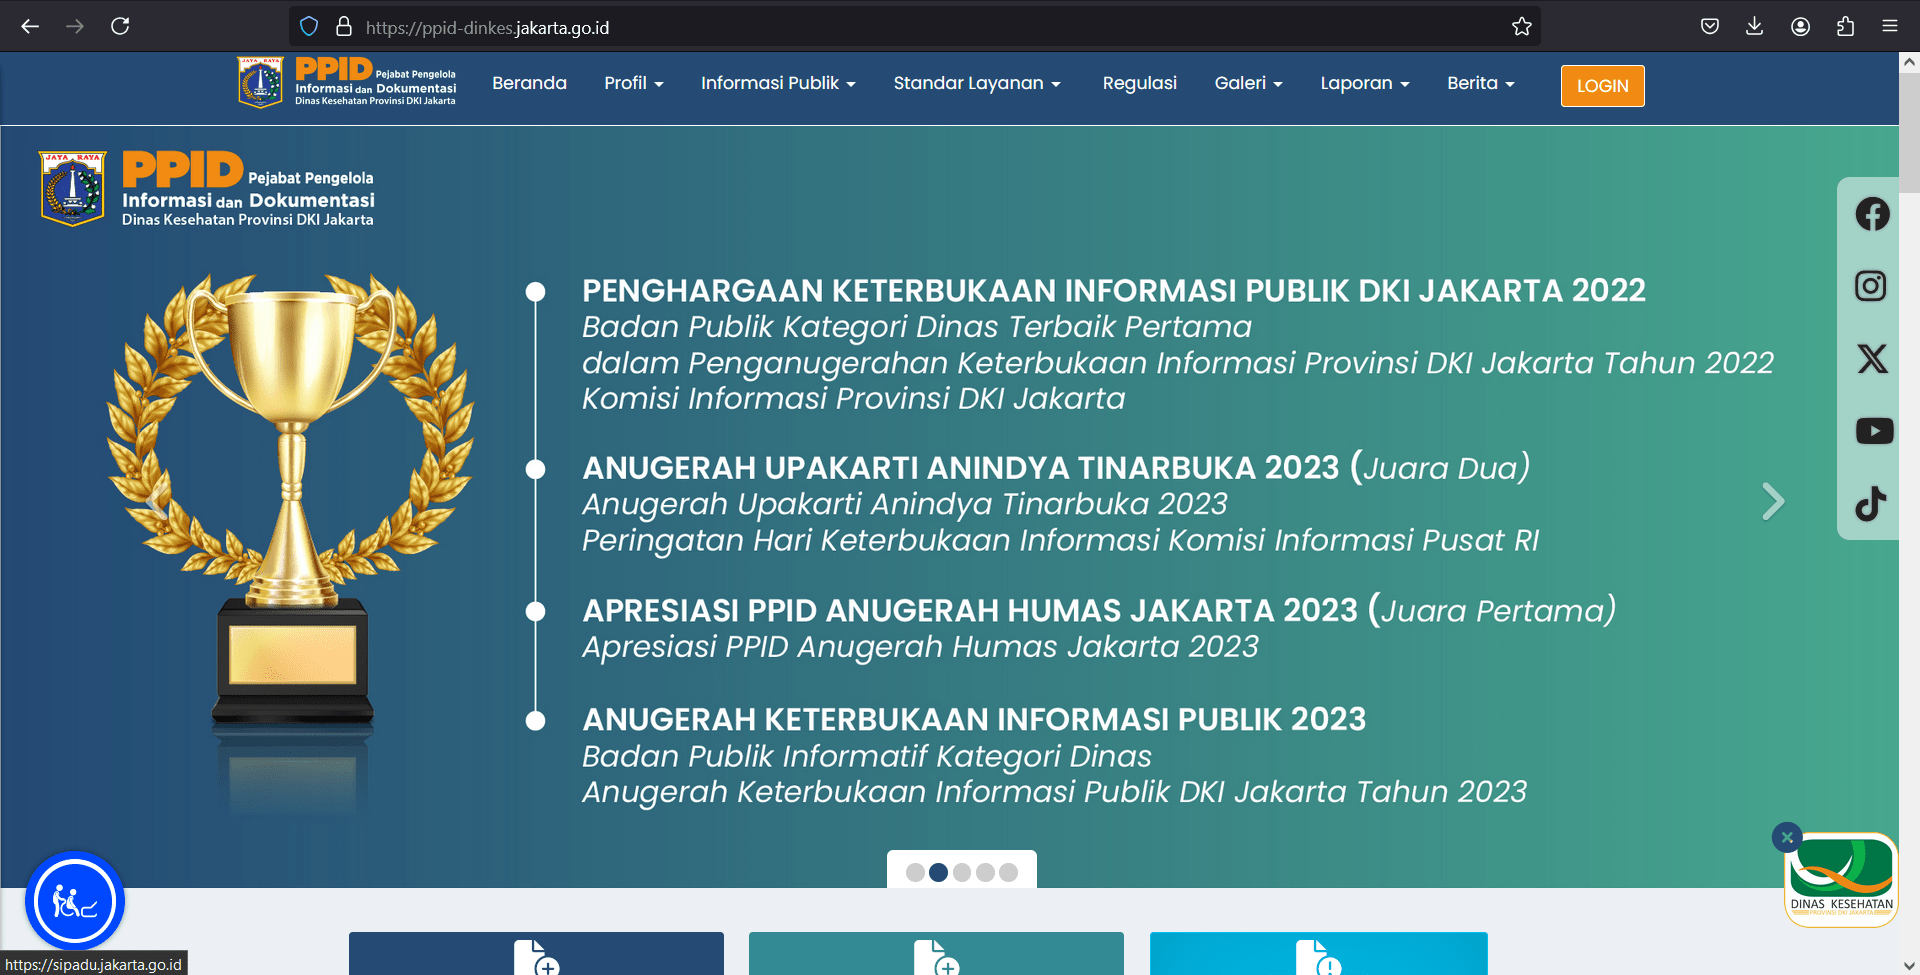 https://ppid-dinkes.jakarta.go.id
JAYA RAYA
PPID Pejabat Pengelola
Informasi dan Dokumentasi
Dinas Kesehatan Provinsi DKI Jakarta
Beranda
Profil
Informasi Publik
Standar Layanan
Regulasi
Galeri
Laporan
Berita
LOGIN
JAYA RAYA
PPID Pejabat Pengelola
Informasi dan Dokumentasi
Dinas Kesehatan Provinsi DKI Jakarta
PENGHARGAAN KETERBUKAAN INFORMASI PUBLIK DKI JAKARTA 2022
Badan Publik Kategori Dinas Terbaik Pertama
dalam Penganugerahan Keterbukaan Informasi Provinsi DKI Jakarta Tahun 2022
Komisi Informasi Provinsi DKI Jakarta
ANUGERAH UPAKARTI ANINDYA TINARBUKA 2023 (Juara Dua)
Anugerah Upakarti Anindya Tinarbuka 2023
Peringatan Hari Keterbukaan Informasi Komisi Informasi Pusat RI
APRESIASI PPID ANUGERAH HUMAS JAKARTA 2023 (Juara Pertama)
Apresiasi PPID Anugerah Humas Jakarta 2023
ANUGERAH KETERBUKAAN INFORMASI PUBLIK 2023
Badan Publik Informatif Kategori Dinas
Anugerah Keterbukaan Informasi Publik DKI Jakarta Tahun 2023
DINAS KESEHATAN
PROVINSI DKI JAKARTA
https://sipadu.jakarta.go.id